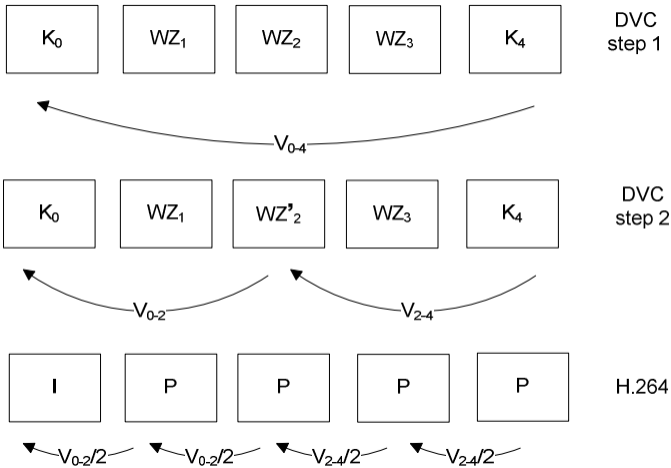 K₀ WZ₁ WZ₂ WZ₃ K₄ DVC step 1
V₀₋₄
K₀ WZ₁ WZ'₂ WZ₃ K₄ DVC step 2
V₀₋₂ V₂₋₄
I P P P P H.264
V₀₋₂/2 V₀₋₂/2 V₂₋₄/2 V₂₋₄/2